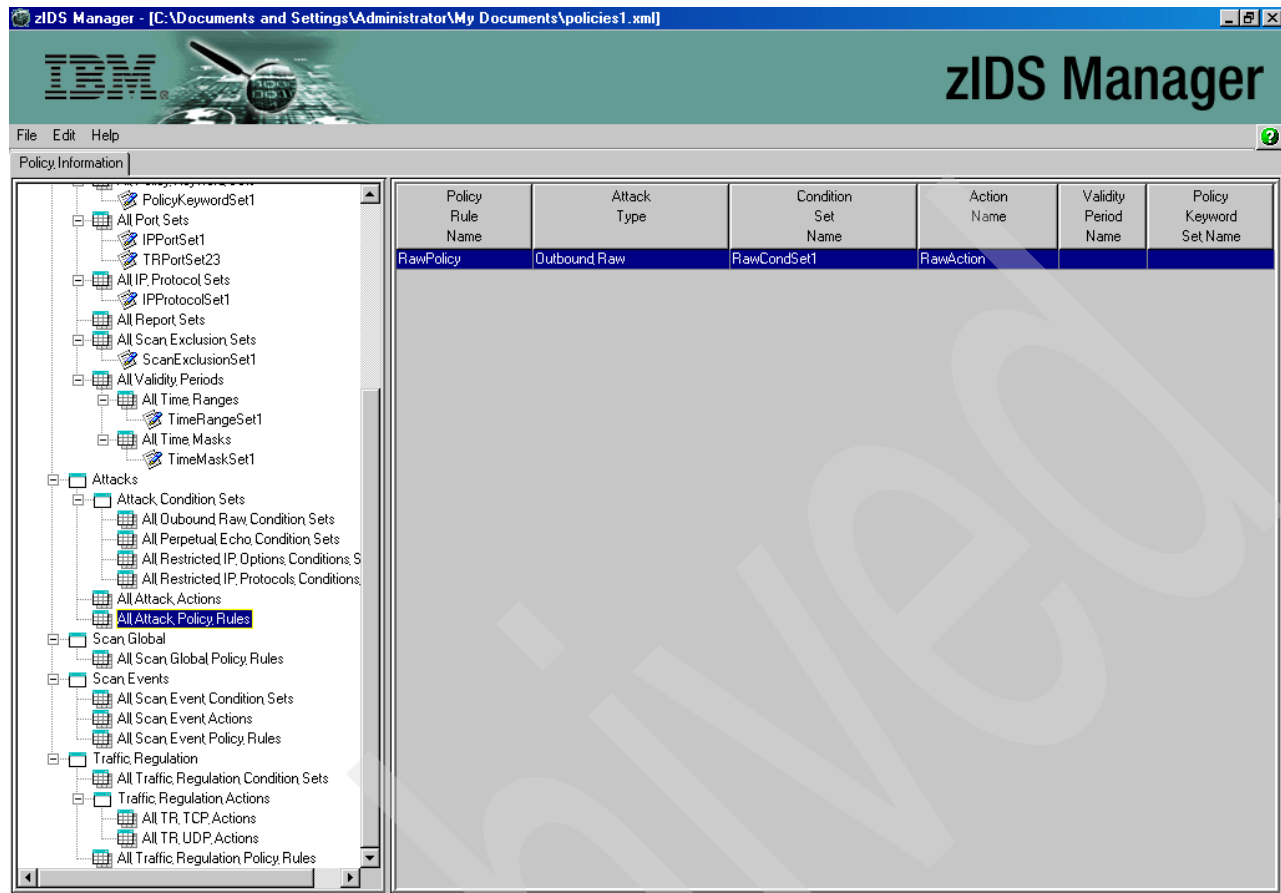 zIDS Manager - [C:\Documents and Settings\Administrator\My Documents\policies1.xml]
IBM
zIDS Manager
File Edit Help
Policy Information
PolicyKeywordSet1
All Port Sets
IPPortSet1
TRPortSet23
All IP Protocol Sets
IPProtocolSet1
All Report Sets
All Scan Exclusion Sets
ScanExclusionSet1
All Validity Periods
All Time Ranges
TimeRangeSet1
All Time Masks
TimeMaskSet1
Attacks
Attack Condition Sets
All Oubound Raw Condition Sets
All Perpetual Echo Condition Sets
All Restricted IP Options Conditions S
All Restricted IP Protocols Conditions
All Attack Actions
All Attack Policy Rules
Scan Global
All Scan Global Policy Rules
Scan Events
All Scan Event Condition Sets
All Scan Event Actions
All Scan Event Policy Rules
Traffic Regulation
All Traffic Regulation Condition Sets
Traffic Regulation Actions
All TR TCP Actions
All TR UDP Actions
All Traffic Regulation Policy Rules
Policy Rule Name
Attack Type
Condition Set Name
Action Name
Validity Period Name
Policy Keyword Set Name
RawPolicy Outbound Raw RawCondSet1 RawAction